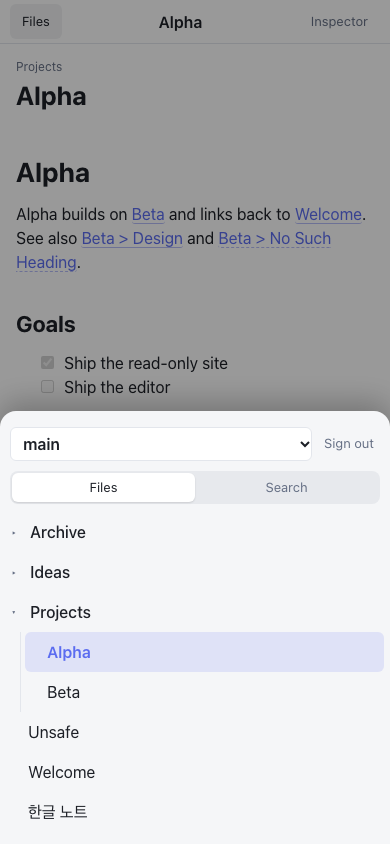 Files
Alpha
Inspector
Projects
Alpha
Alpha
Alpha builds on Beta and links back to Welcome.
See also Beta > Design and Beta > No Such
Heading.
Goals
Ship the read-only site
Ship the editor
main
Sign out
Files
Search
Archive
Ideas
Projects
Alpha
Beta
Unsafe
Welcome
한글 노트